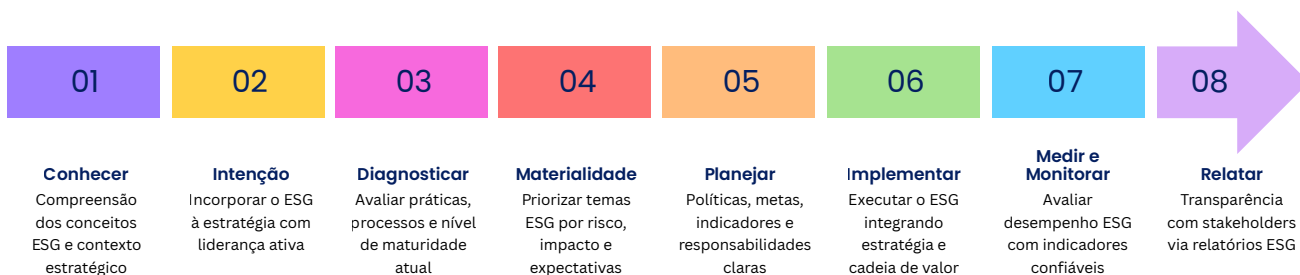 01
02
03
04
05
06
07
08
Conhecer
Compreensão
dos conceitos
ESG e contexto
estratégico
Intenção
Incorporar o ESG
à estratégia com
liderança ativa
Diagnosticar
Avaliar práticas,
processos e nível
de maturidade
atual
Materialidade
Priorizar temas
ESG por risco,
impacto e
expectativas
Planejar
Políticas, metas,
indicadores e
responsabilidades
claras
Implementar
Executar o ESG
integrando
estratégia e
cadeia de valor
Medir e
Monitorar
Avaliar
desempenho ESG
com indicadores
confiáveis
Relatar
Transparência
com stakeholders
via relatórios ESG